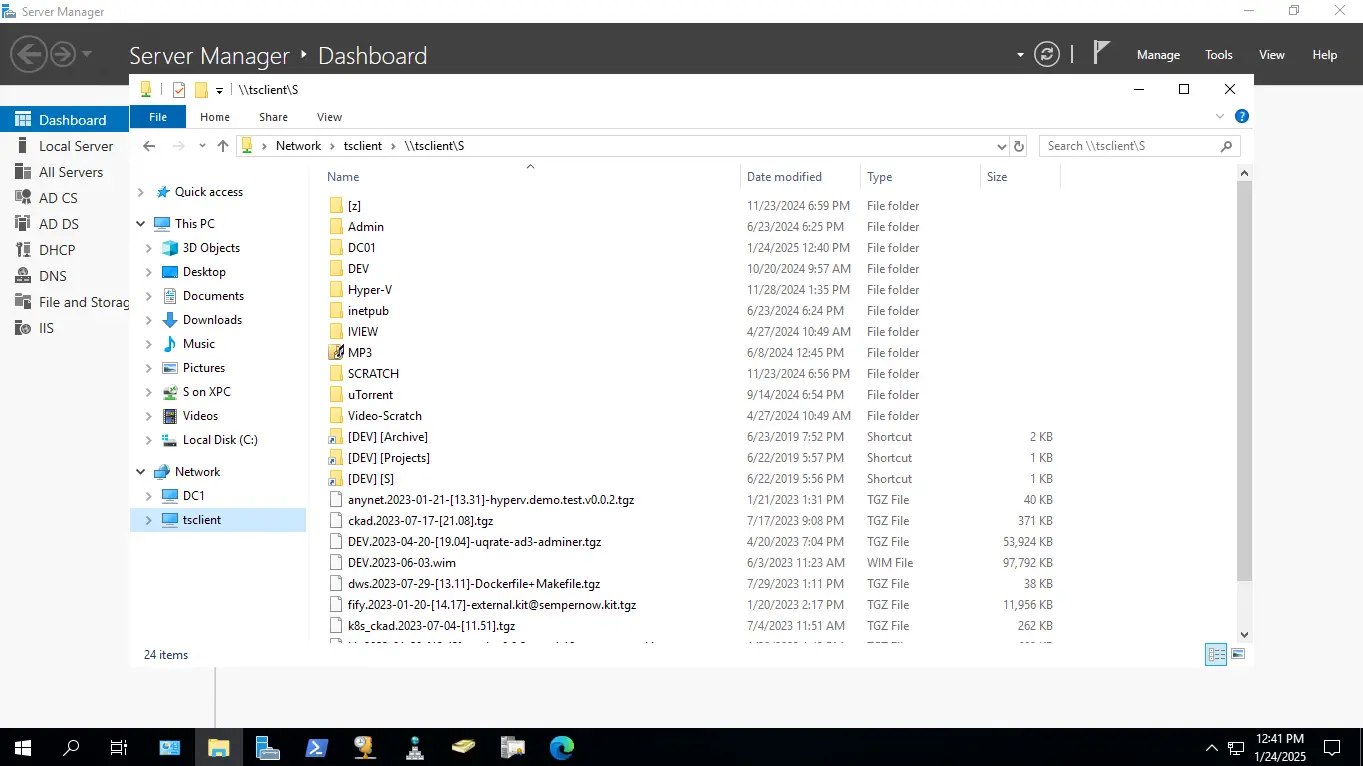 Server Manager
Server Manager ‣ Dashboard
Manage Tools View Help
\\tsclient\S
File Home Share View
Network tsclient \\tsclient\S Search \\tsclient\S
Dashboard
Local Server
All Servers
AD CS
AD DS
DHCP
DNS
File and Storag
IIS
Quick access
This PC
3D Objects
Desktop
Documents
Downloads
Music
Pictures
S on XPC
Videos
Local Disk (C:)
Network
DC1
tsclient
Name Date modified Type Size
[z] 11/23/2024 6:59 PM File folder
Admin 6/23/2024 6:25 PM File folder
DC01 1/24/2025 12:40 PM File folder
DEV 10/20/2024 9:57 AM File folder
Hyper-V 11/28/2024 1:35 PM File folder
inetpub 6/23/2024 6:24 PM File folder
IVIEW 4/27/2024 10:49 AM File folder
MP3 6/8/2024 12:45 PM File folder
SCRATCH 11/23/2024 6:56 PM File folder
uTorrent 9/14/2024 6:54 PM File folder
Video-Scratch 4/27/2024 10:49 AM File folder
[DEV] [Archive] 6/23/2019 7:52 PM Shortcut 2 KB
[DEV] [Projects] 6/22/2019 5:57 PM Shortcut 1 KB
[DEV] [S] 6/22/2019 5:56 PM Shortcut 1 KB
anynet.2023-01-21-[13.31]-hyperv.demo.test.v0.0.2.tgz 1/21/2023 1:31 PM TGZ File 40 KB
ckad.2023-07-17-[21.08].tgz 7/17/2023 9:08 PM TGZ File 371 KB
DEV.2023-04-20-[19.04]-uqrate-ad3-adminer.tgz 4/20/2023 7:04 PM TGZ File 53,924 KB
DEV.2023-06-03.wim 6/3/2023 11:23 AM WIM File 97,792 KB
dws.2023-07-29-[13.11]-Dockerfile+Makefile.tgz 7/29/2023 1:11 PM TGZ File 38 KB
fify.2023-01-20-[14.17]-external.kit@sempernow.kit.tgz 1/20/2023 2:17 PM TGZ File 11,956 KB
k8s_ckad.2023-07-04-[11.51].tgz 7/4/2023 11:51 AM TGZ File 262 KB
24 items
12:41 PM
1/24/2025